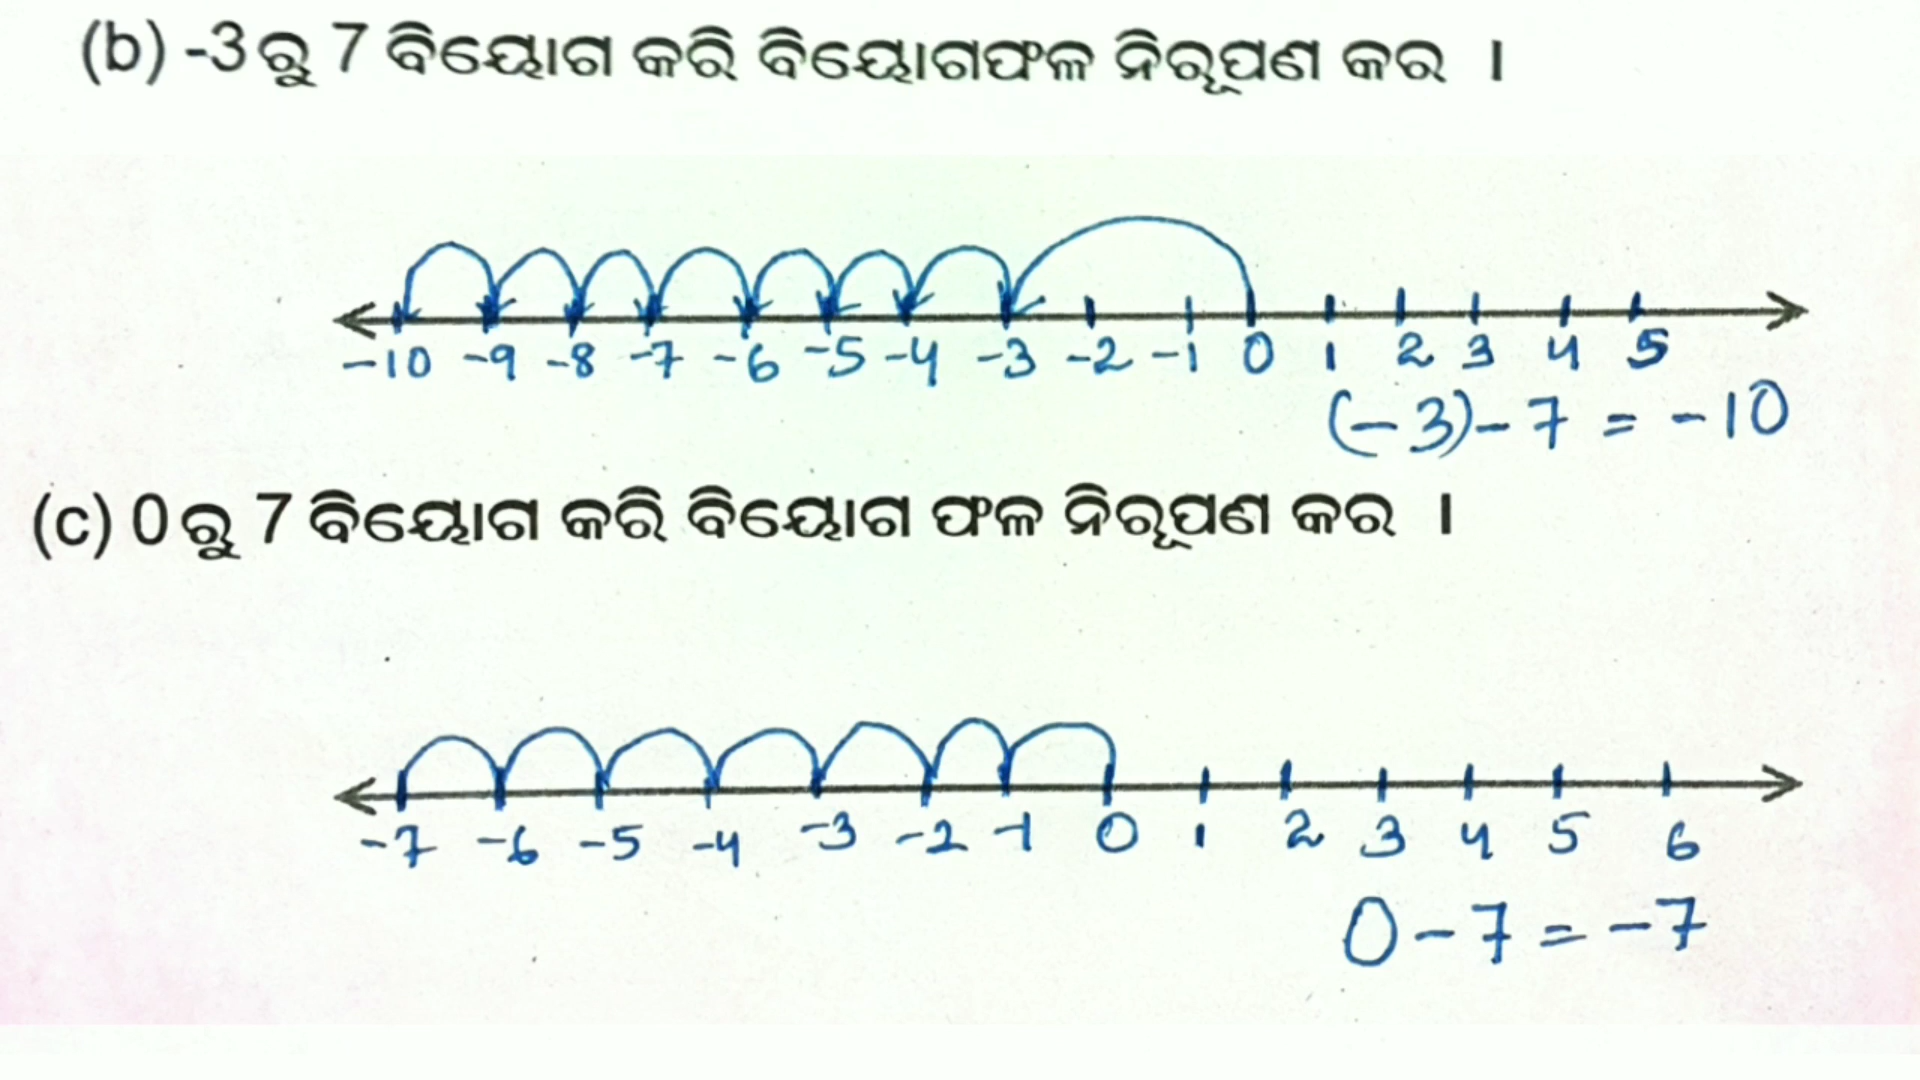 (b) -3ରୁ 7 ବିୟୋଗ କରି ବିୟୋଗଫଳ ନିରୂପଣ କର ।
-10 -9 -8 -7 -6 -5 -4 -3 -2 -1 0 1 2 3 4 5
(-3)-7 = -10
(c) 0ରୁ 7 ବିୟୋଗ କରି ବିୟୋଗ ଫଳ ନିରୂପଣ କର ।
-7 -6 -5 -4 -3 -2 -1 0 1 2 3 4 5 6
0-7=-7